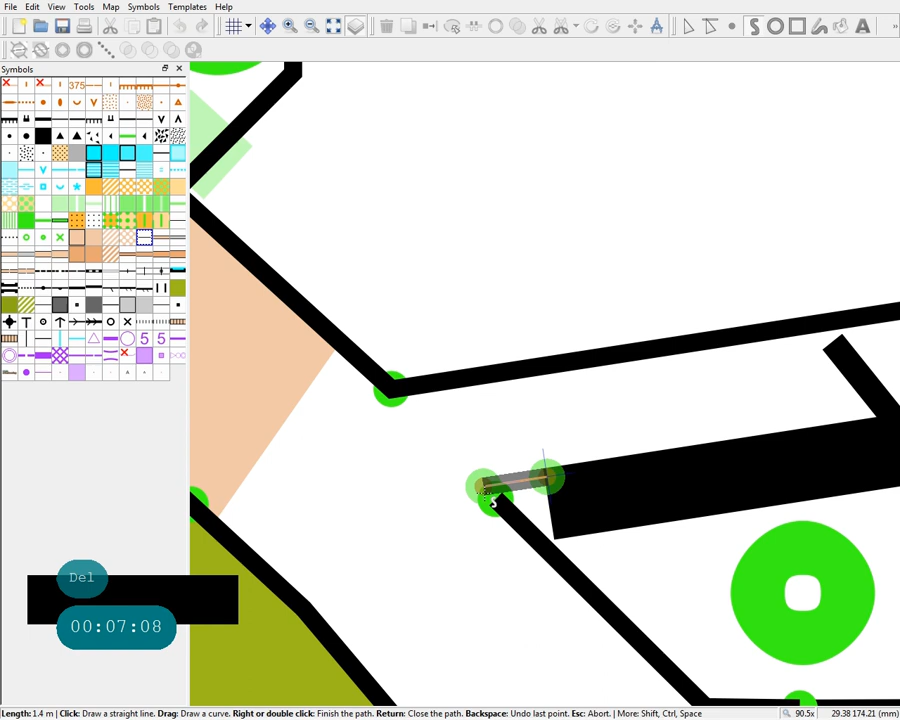 File Edit View Tools Map Symbols Templates Help
Symbols
375
5 5
S
Del
00:07:08
Length: 1.4 m | Click: Draw a straight line. Drag: Draw a curve. Right or double click: Finish the path. Return: Close the path. Backspace: Undo last point. Esc: Abort. | More: Shift, Ctrl, Space
90.5x
29.38 174.21 (mm)